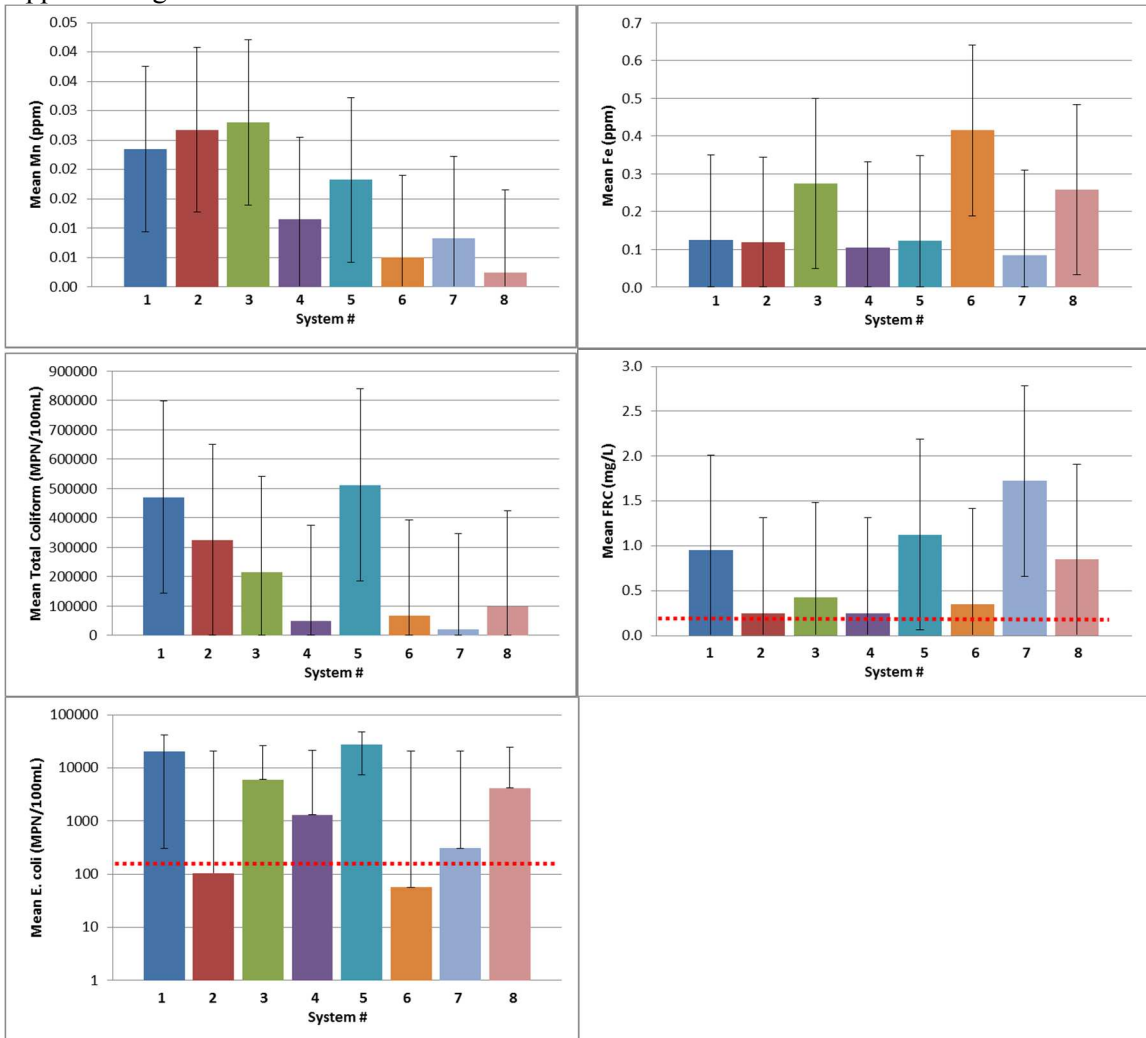 Mean Mn (ppm)
0.05
0.04
0.04
0.03
0.03
0.02
0.02
0.01
0.01
0.00
1 2 3 4 5 6 7 8
System #
Mean Fe (ppm)
0.7
0.6
0.5
0.4
0.3
0.2
0.1
0.0
1 2 3 4 5 6 7 8
System #
Mean Total Coliform (MPN/100mL)
900000
800000
700000
600000
500000
400000
300000
200000
100000
0
1 2 3 4 5 6 7 8
System #
Mean FRC (mg/L)
3.0
2.5
2.0
1.5
1.0
0.5
0.0
1 2 3 4 5 6 7 8
System #
Mean E. coli (MPN/100mL)
100000
10000
1000
100
10
1
1 2 3 4 5 6 7 8
System #